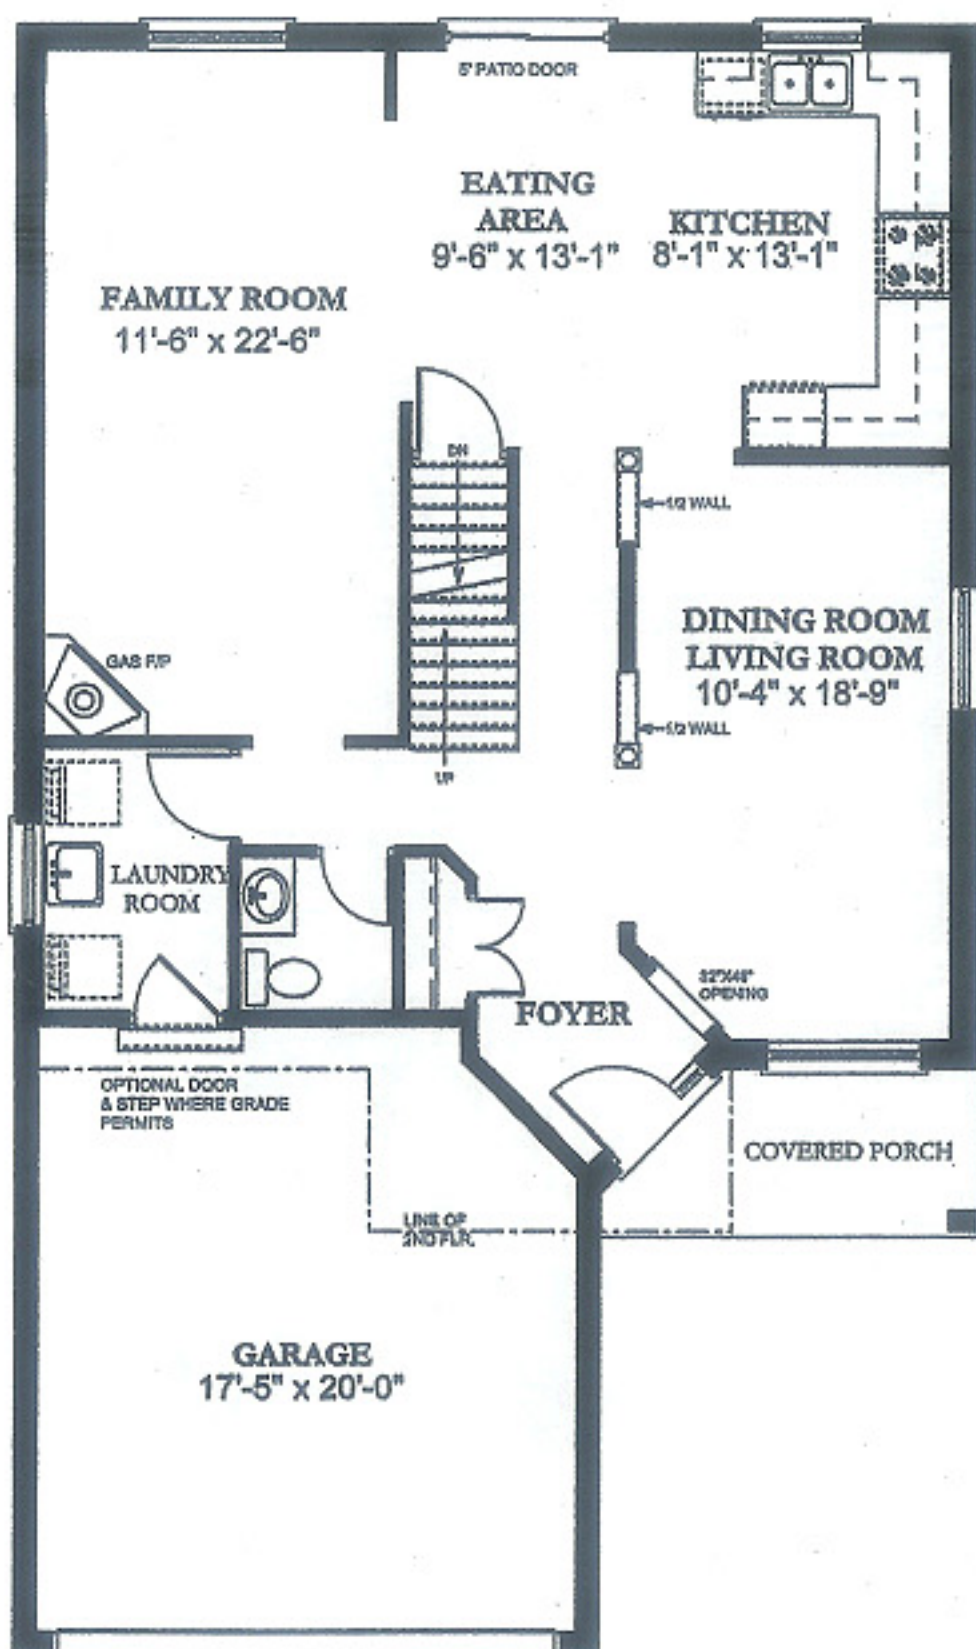 5' PATIO DOOR
EATING
AREA
9'-6" x 13'-1"
KITCHEN
8'-1" x 13'-1"
FAMILY ROOM
11'-6" x 22'-6"
DN
1/2 WALL
DINING ROOM
LIVING ROOM
10'-4" x 18'-9"
GAS F/P
1/2 WALL
UP
LAUNDRY
ROOM
32"X48"
OPENING
FOYER
OPTIONAL DOOR
& STEP WHERE GRADE
PERMITS
COVERED PORCH
LINE OF
2ND FLR.
GARAGE
17'-5" x 20'-0"